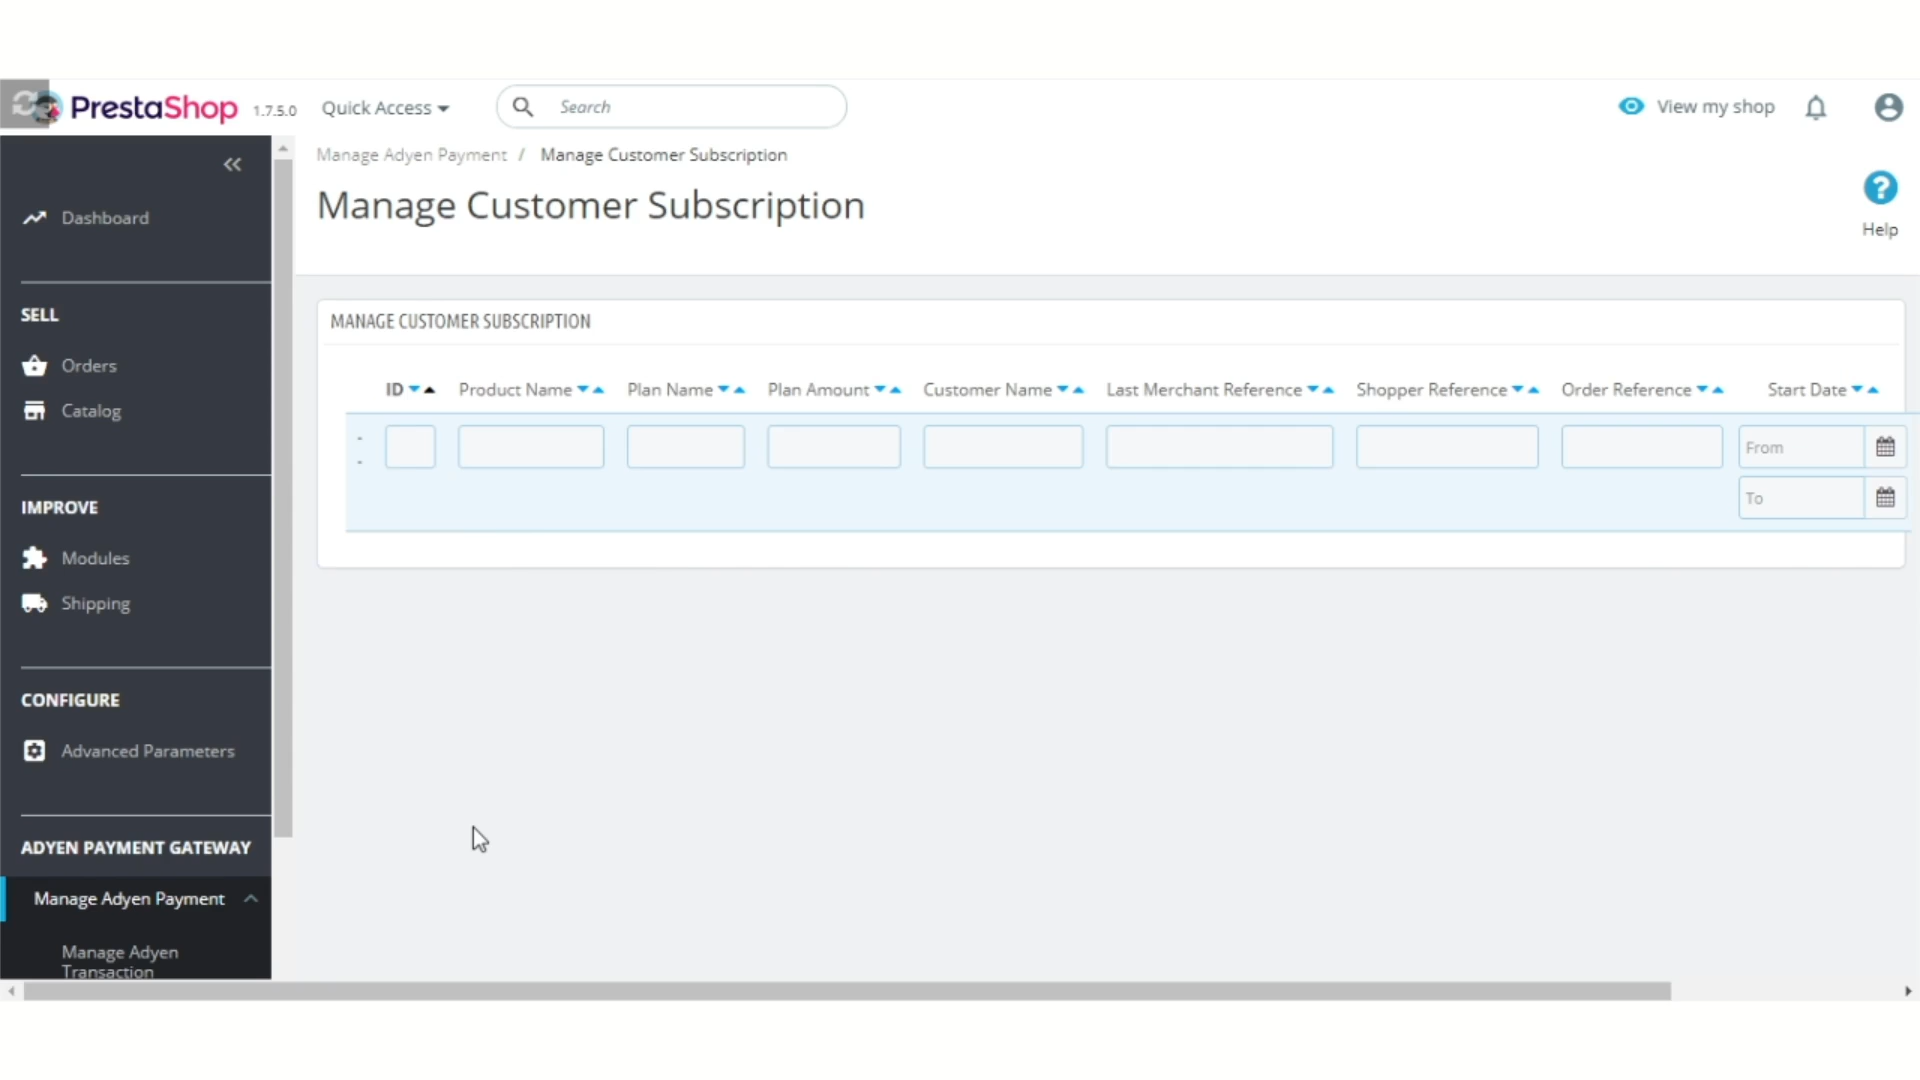 PrestaShop 1.7.5.0 Quick Access Search View my shop
Manage Adyen Payment / Manage Customer Subscription
Manage Customer Subscription
Help
Dashboard
SELL
Orders
Catalog
IMPROVE
Modules
Shipping
CONFIGURE
Advanced Parameters
ADYEN PAYMENT GATEWAY
Manage Adyen Payment
Manage Adyen
Transaction
MANAGE CUSTOMER SUBSCRIPTION
ID Product Name Plan Name Plan Amount Customer Name Last Merchant Reference Shopper Reference Order Reference Start Date
- From
- To